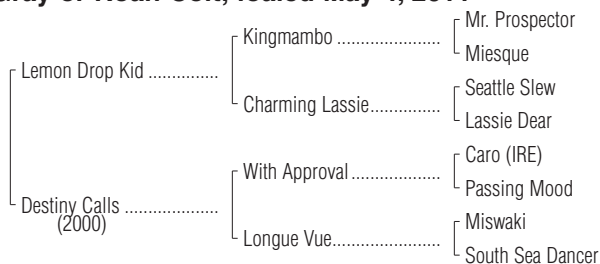 Mr. Prospector
Kingmambo .....................
Miesque
Lemon Drop Kid ..............
Seattle Slew
Charming Lassie..............
Lassie Dear
Caro (IRE)
With Approval ..................
Passing Mood
Destiny Calls ...................
(2000)
Miswaki
Longue Vue......................
South Sea Dancer